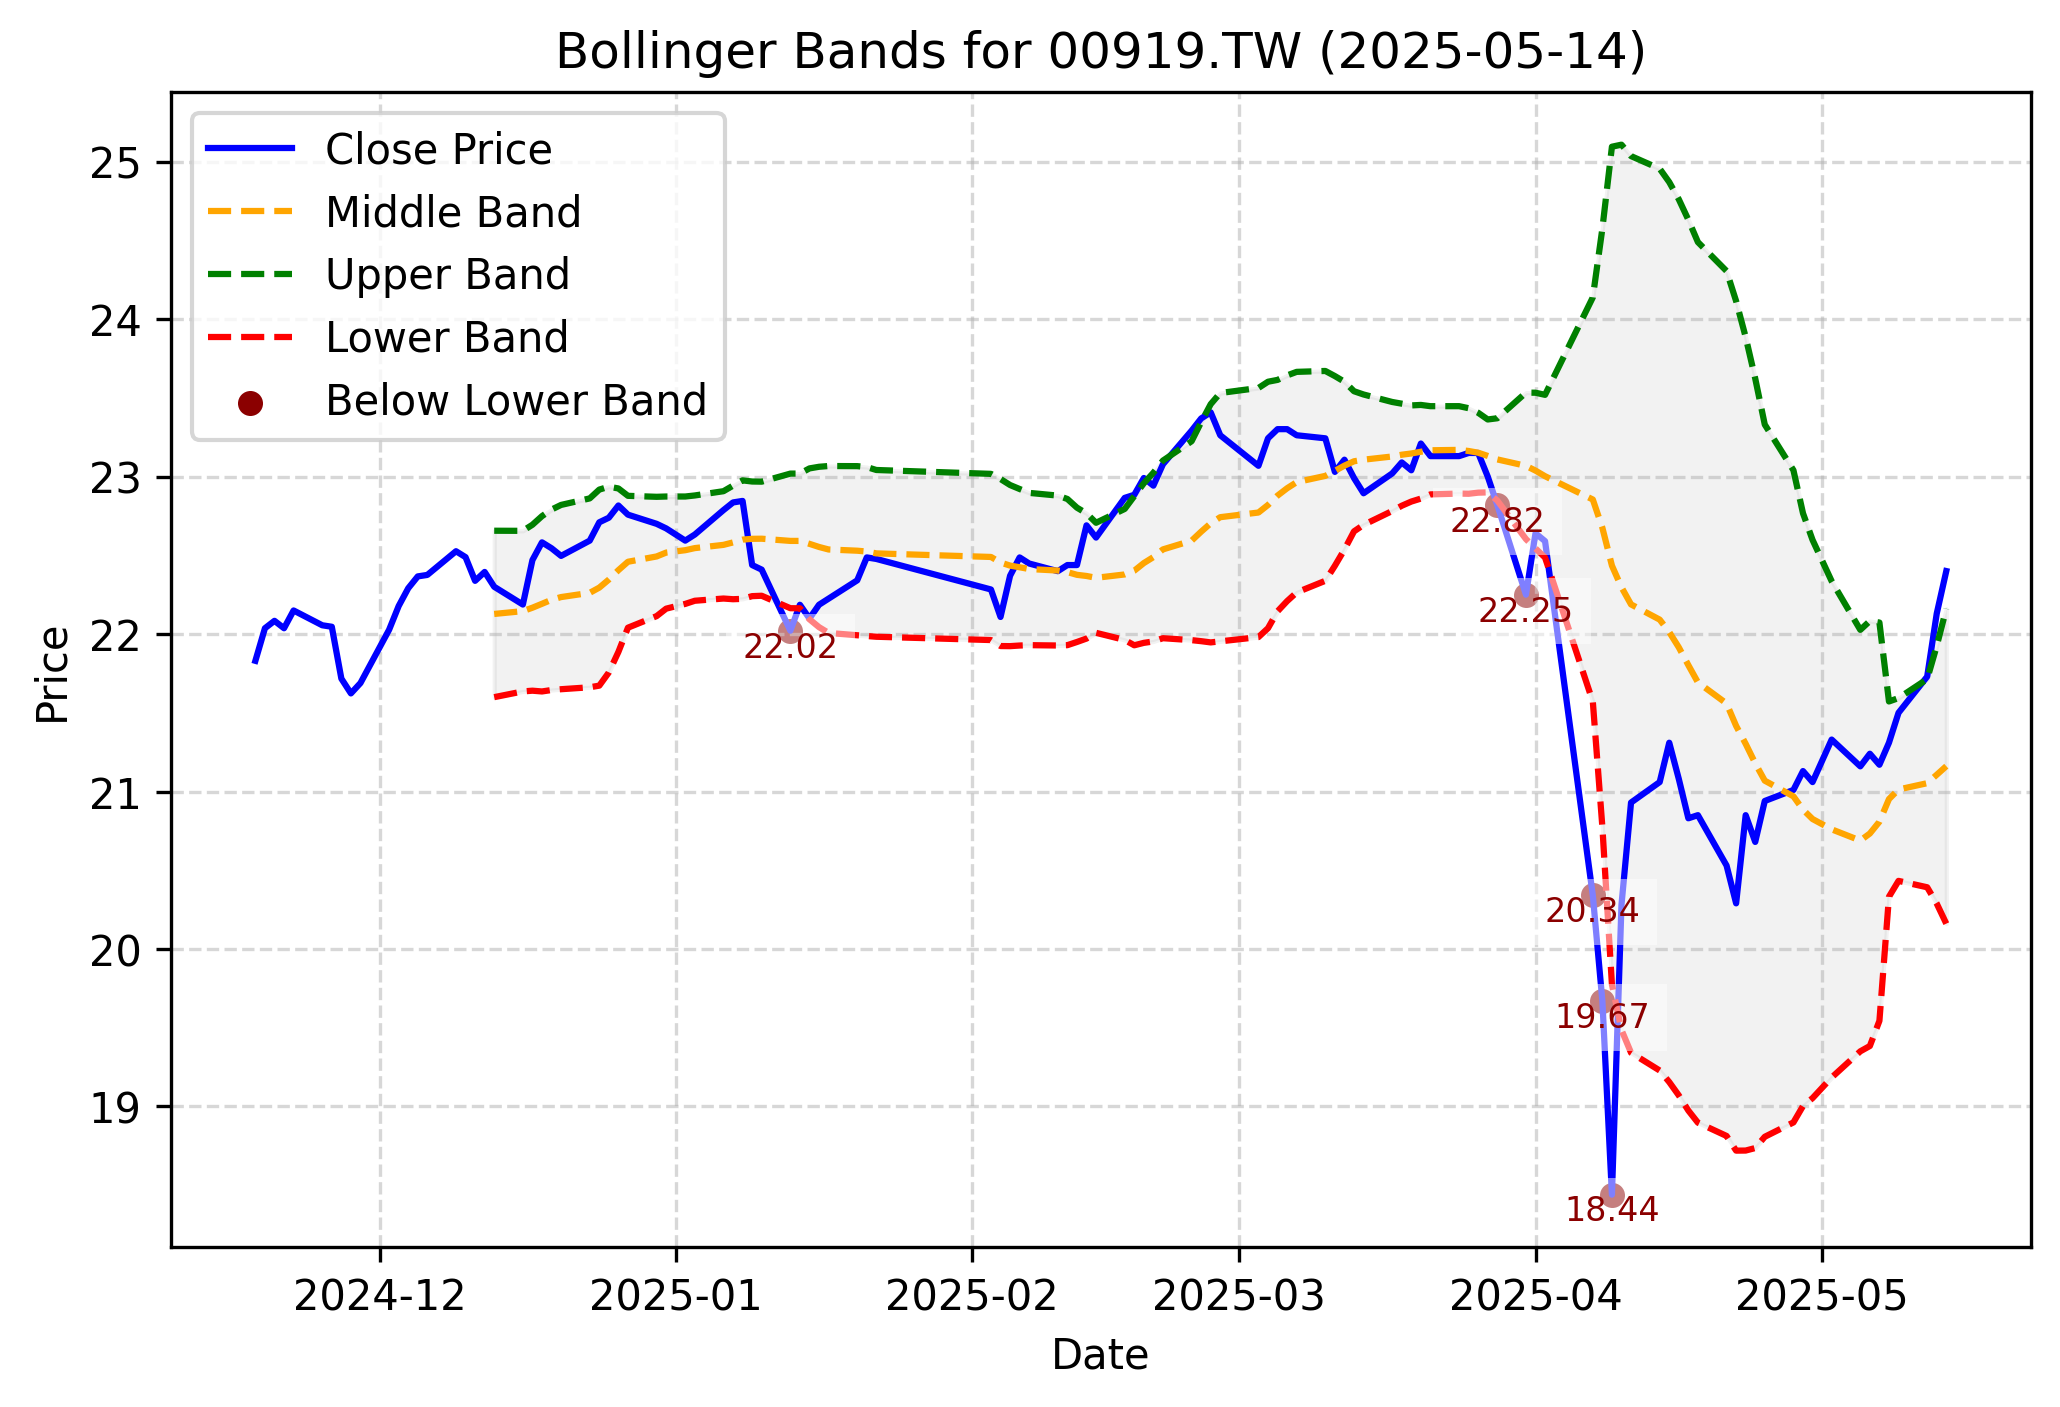 Bollinger Bands for 00919.TW (2025-05-14)
Close Price
Middle Band
Upper Band
Lower Band
Below Lower Band
25
24
23
22
21
20
19
Price
22.02
22.82
22.25
20.34
19.67
18.44
2024-12
2025-01
2025-02
2025-03
2025-04
2025-05
Date